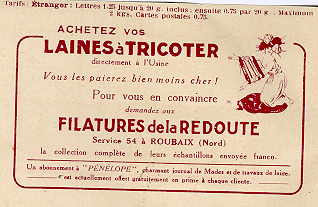 Tarifs: Étranger: Lettres 1.25 jusqu'à 20 g. inclus; ensuite 0.75 par 20 g.. Maximum
2 kgs. Cartes postales 0.75.
ACHETEZ VOS
LAINES à TRICOTER
directement à l'Usine
Vous les paierez bien moins cher!
Pour vous en convaincre
demandez aux
FILATURES de la REDOUTE
Service 54 à ROUBAIX (Nord)
la collection complète de leurs échantillons envoyée franco.
Un abonnement à "PÉNÉLOPE", charmant journal de Modes et de travaux de laine,
c'est actuellement offert gratuitement en prime à chaque cliente.